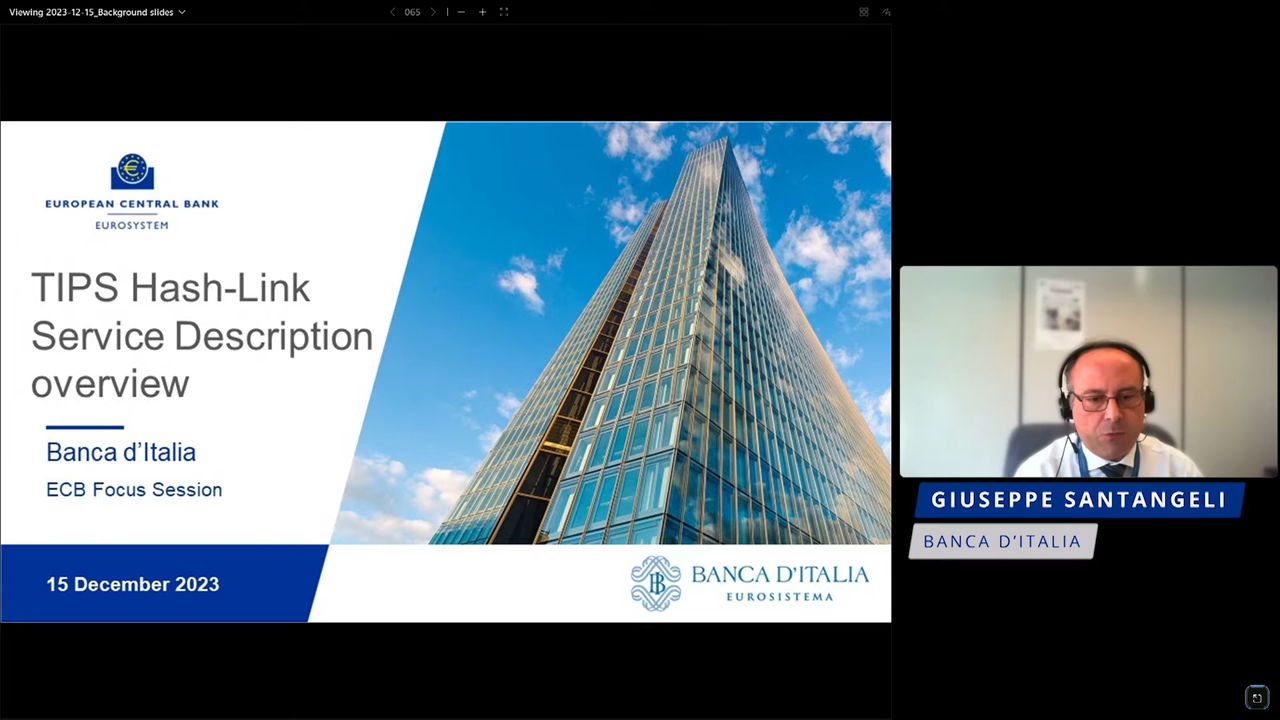 Viewing 2023-12-15_Background slides
065
EUROPEAN CENTRAL BANK
EUROSYSTEM
TIPS Hash-Link
Service Description
overview
Banca d'Italia
ECB Focus Session
15 December 2023
BANCA D'ITALIA
EUROSISTEMA
GIUSEPPE SANTANGELI
BANCA D'ITALIA